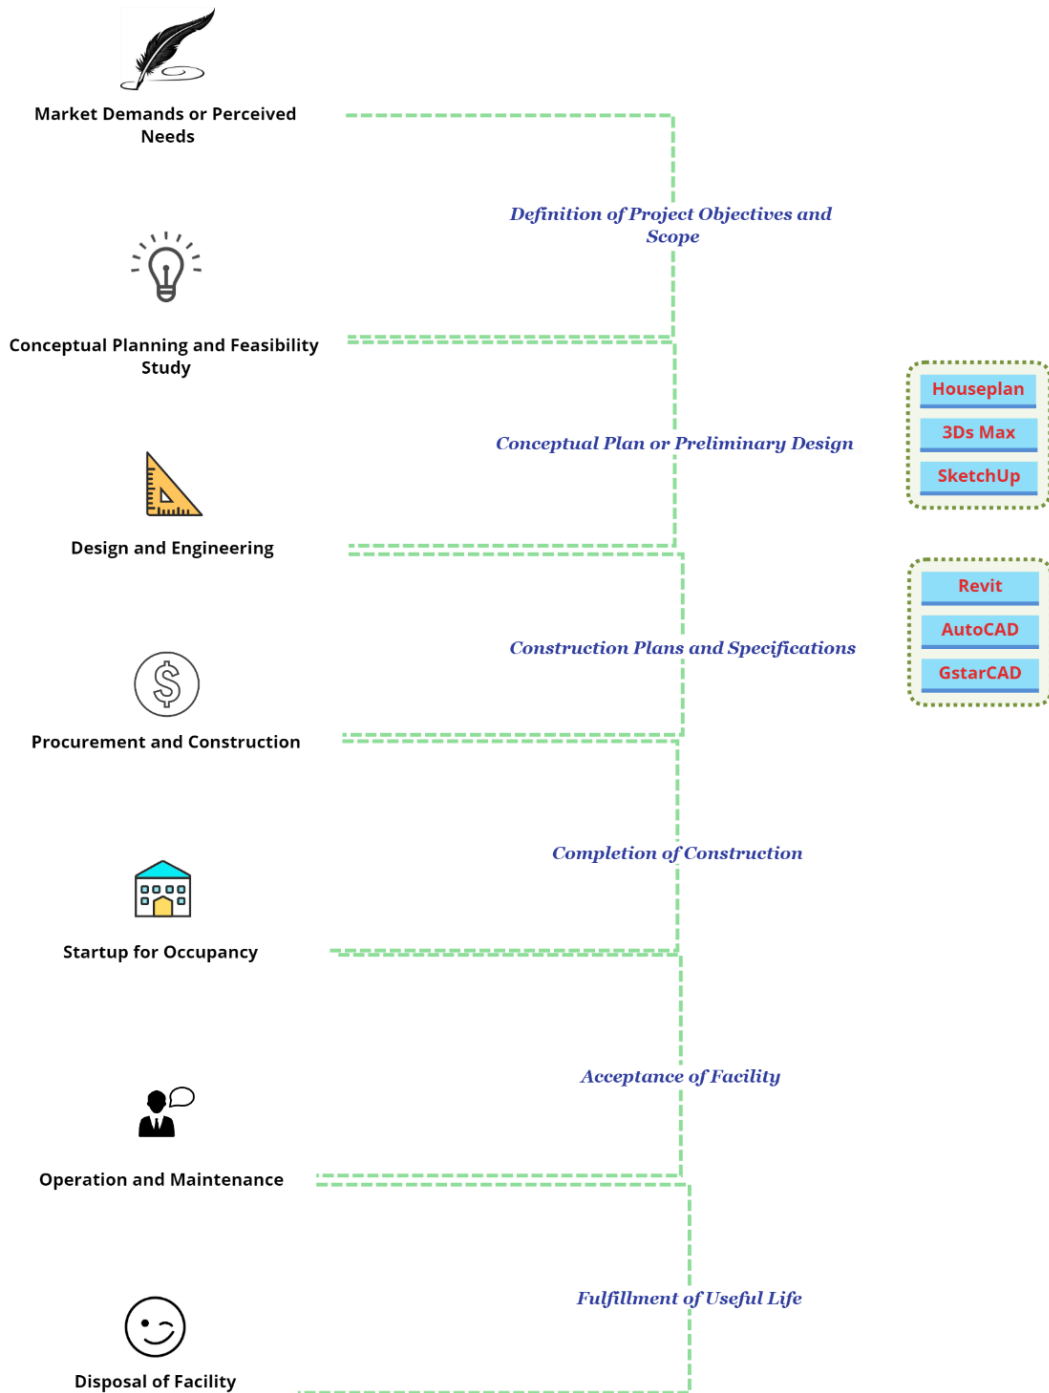 Market Demands or Perceived
Needs
Definition of Project Objectives and
Scope
Conceptual Planning and Feasibility
Study
Houseplan
3Ds Max
SketchUp
Conceptual Plan or Preliminary Design
Design and Engineering
Revit
AutoCAD
GstarCAD
Construction Plans and Specifications
Procurement and Construction
Completion of Construction
Startup for Occupancy
Acceptance of Facility
Operation and Maintenance
Fulfillment of Useful Life
Disposal of Facility